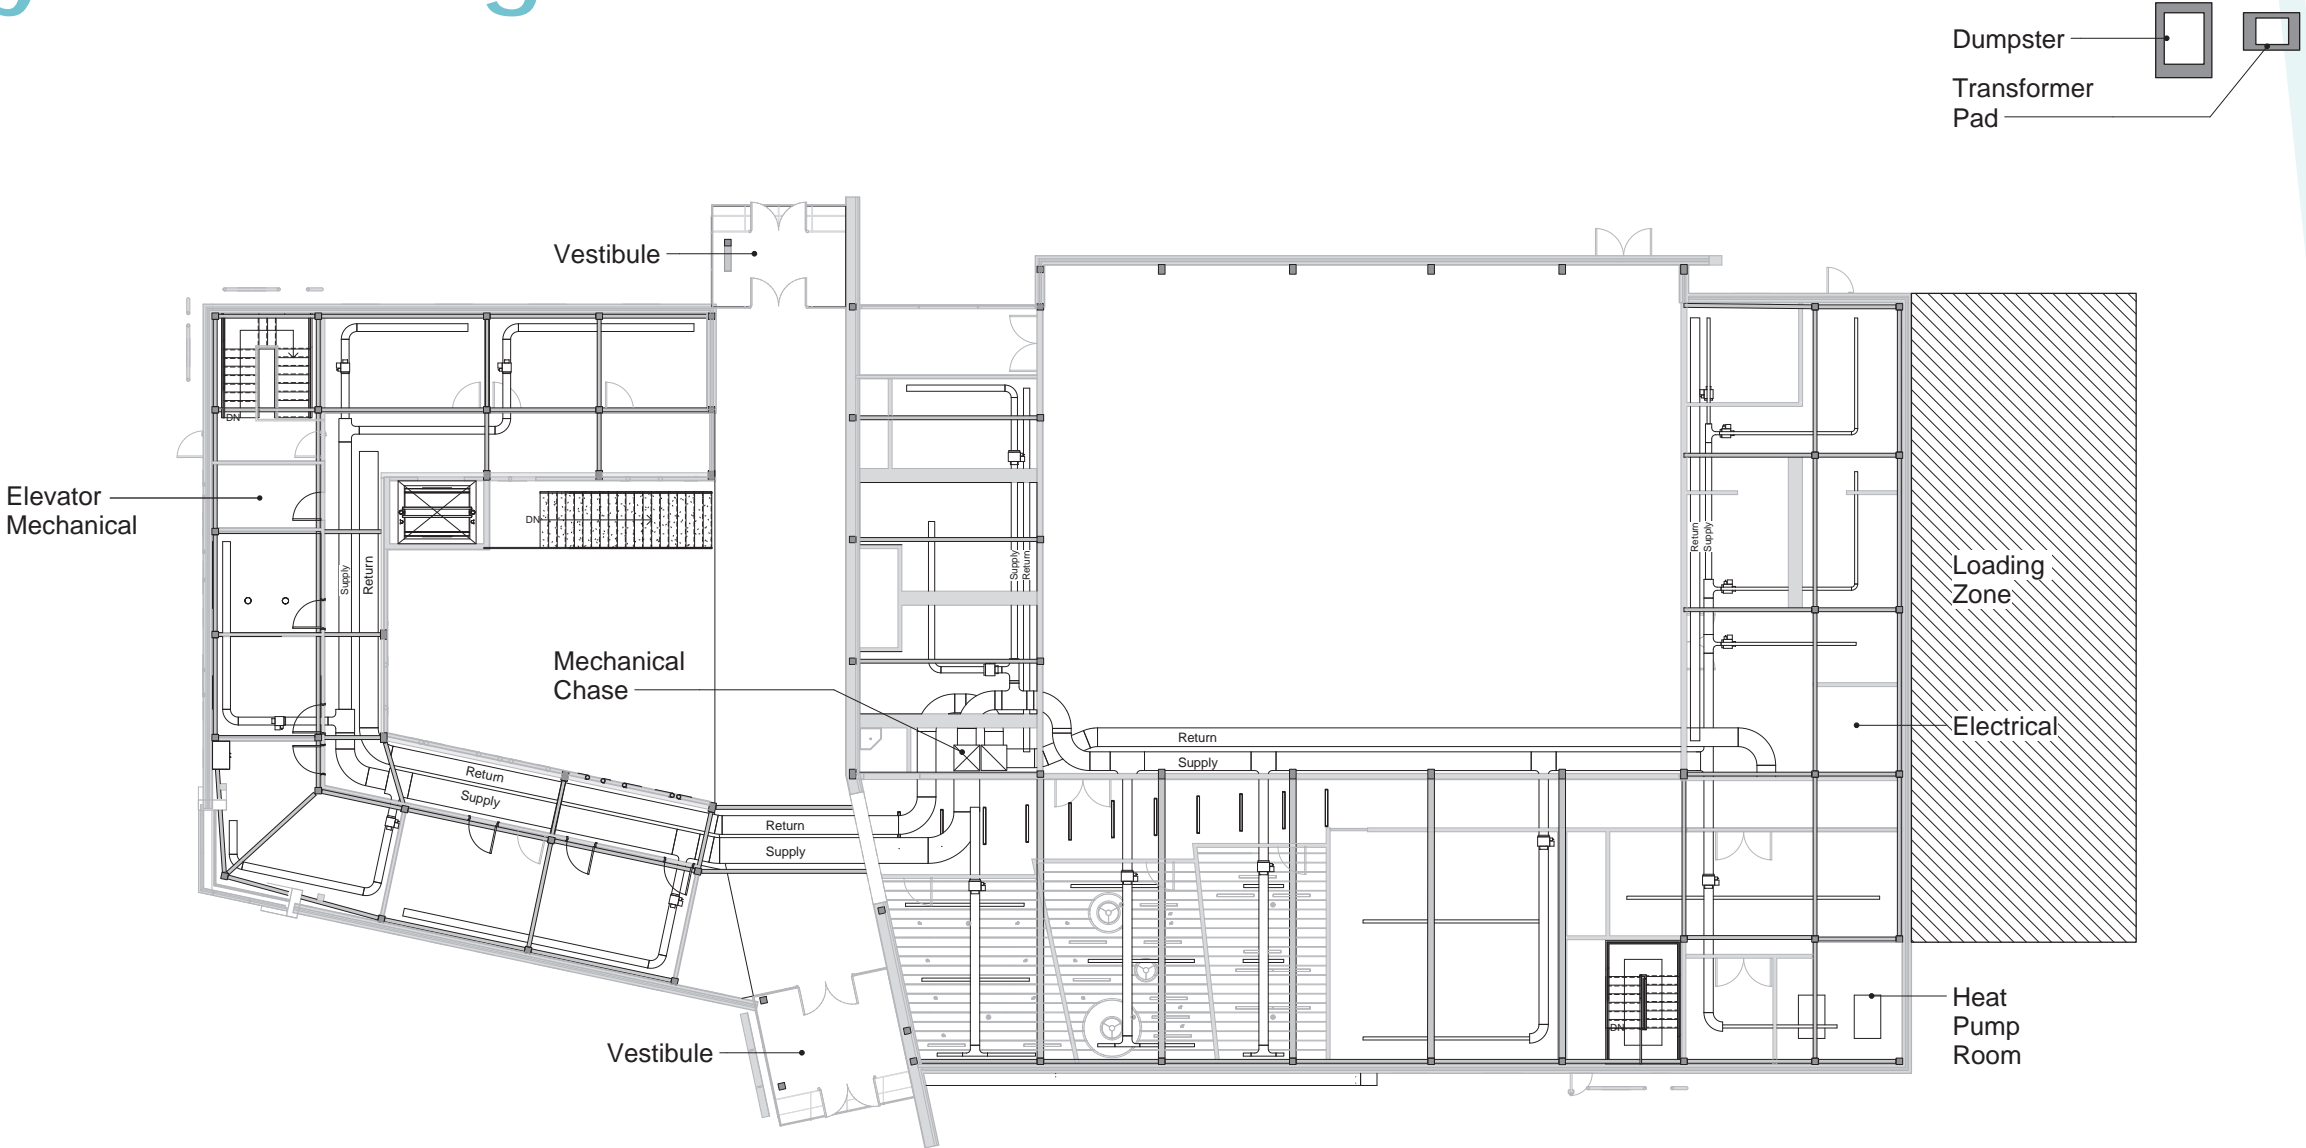 Dumpster
Transformer
Pad
Vestibule
DN
Elevator
Mechanical
DN
Supply
Return
Supply
Return
Return
Supply
Loading
Zone
Mechanical
Chase
Return
Supply
Electrical
Return
Supply
Return
Supply
Heat
Pump
Room
DN
Vestibule